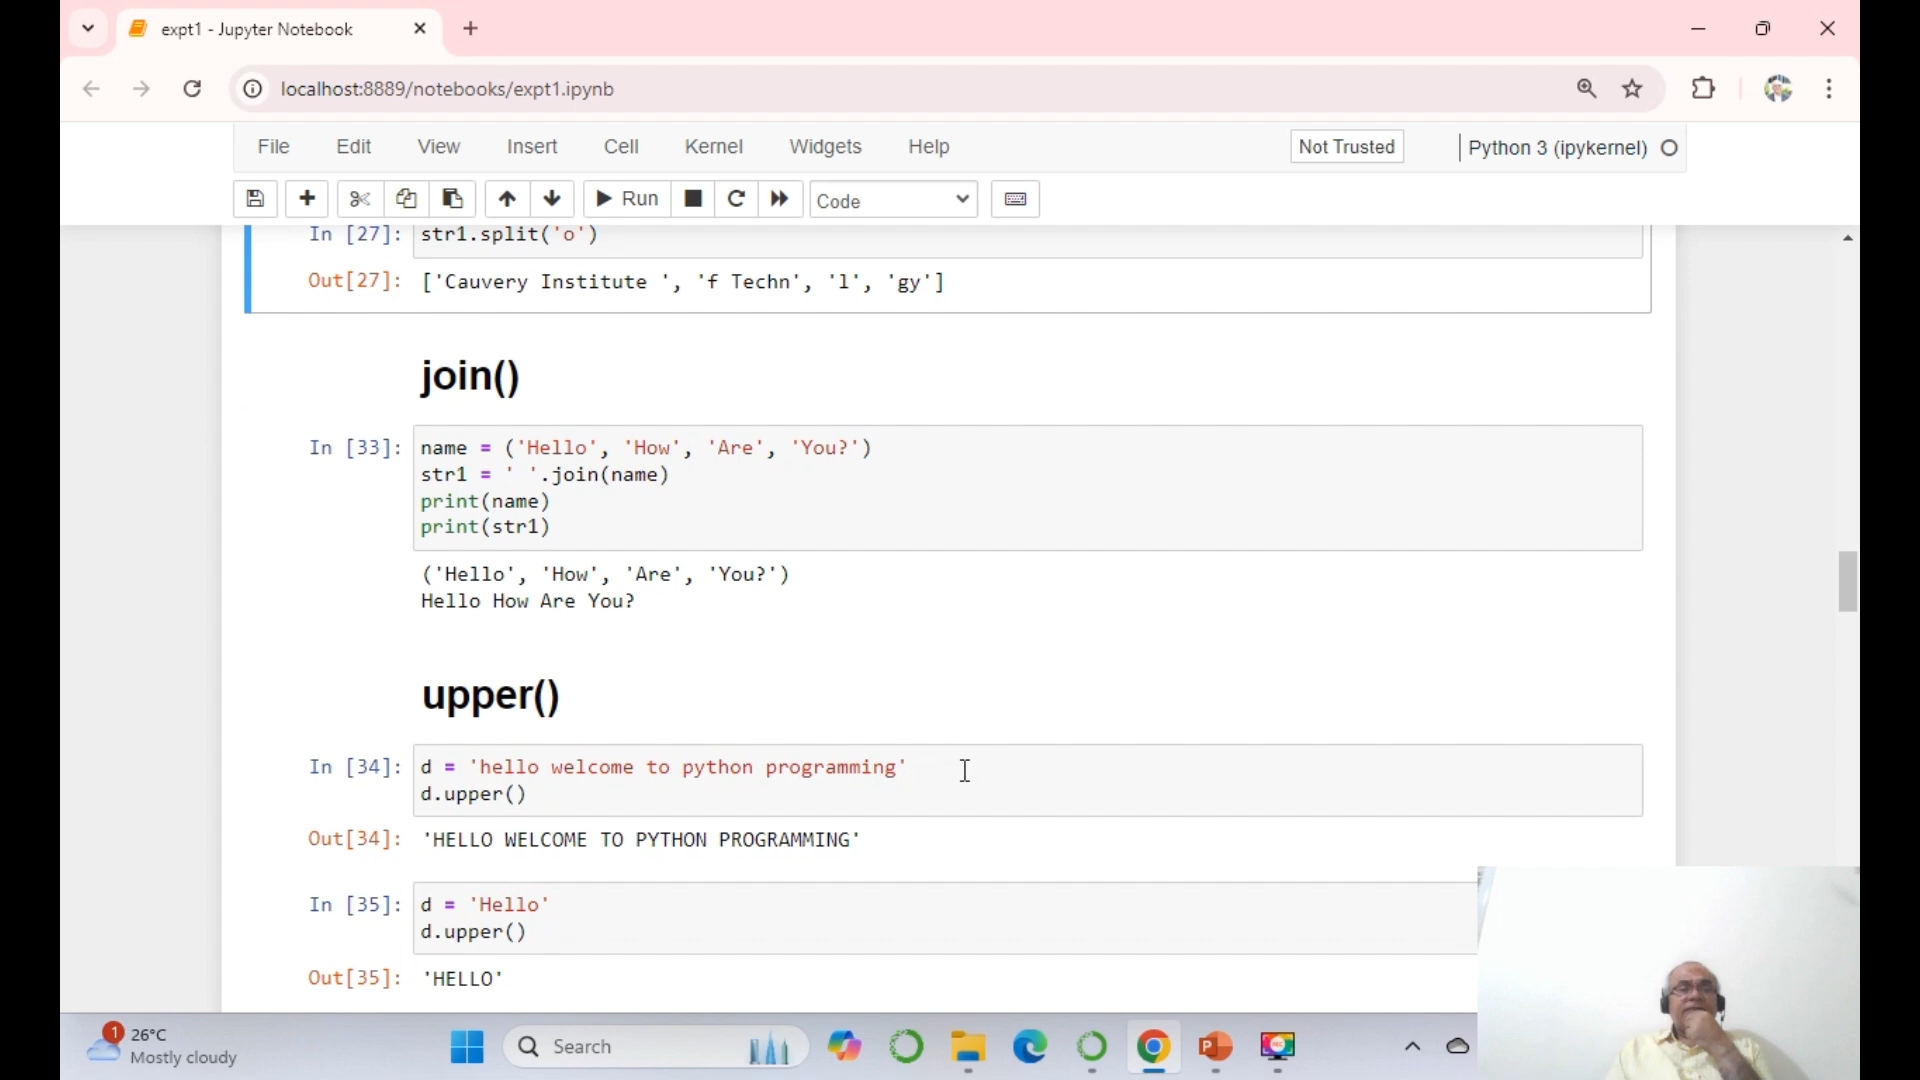 expt1 - Jupyter Notebook
localhost:8889/notebooks/expt1.ipynb
File Edit View Insert Cell Kernel Widgets Help Not Trusted Python 3 (ipykernel)
Run Code
In [27]: str1.split('o')
Out[27]: ['Cauvery Institute ', 'f Techn', 'l', 'gy']
join()
In [33]: name = ('Hello', 'How', 'Are', 'You?')
str1 = ' '.join(name)
print(name)
print(str1)
('Hello', 'How', 'Are', 'You?')
Hello How Are You?
upper()
In [34]: d = 'hello welcome to python programming'
d.upper()
Out[34]: 'HELLO WELCOME TO PYTHON PROGRAMMING'
In [35]: d = 'Hello'
d.upper()
Out[35]: 'HELLO'
1 26°C
Mostly cloudy
Search
P
REC